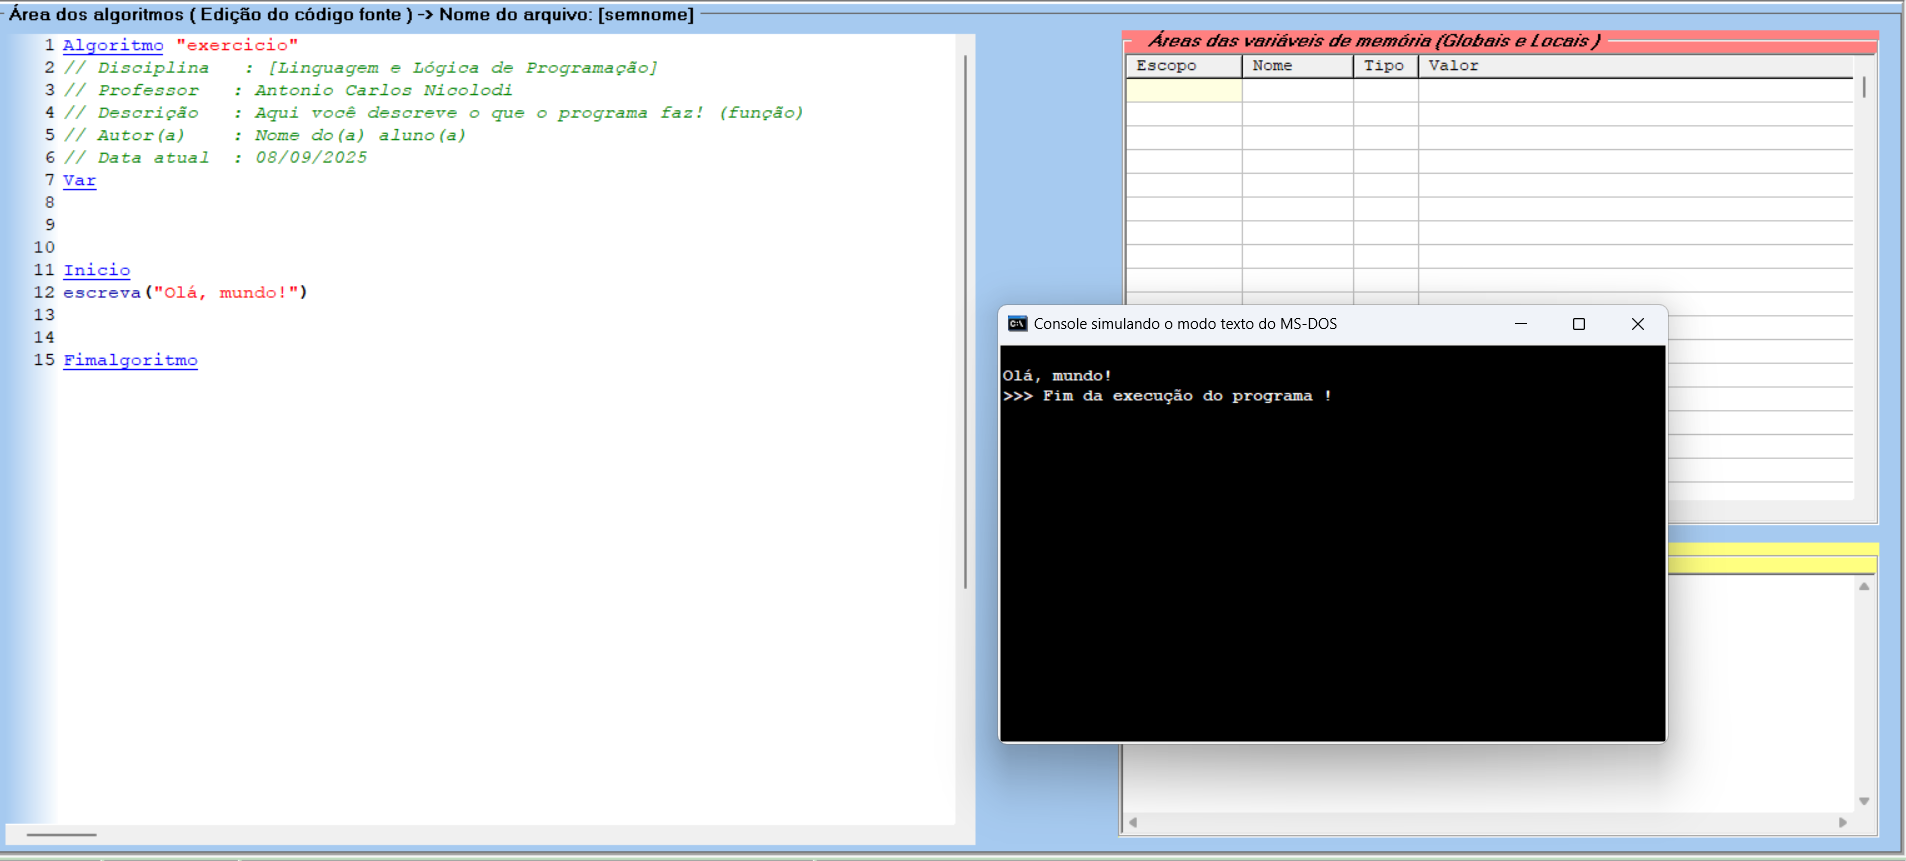 Área dos algoritmos ( Edição do código fonte ) -> Nome do arquivo: [semnome]
1 Algoritmo "exercicio"
2 // Disciplina   : [Linguagem e Lógica de Programação]
3 // Professor   : Antonio Carlos Nicolodi
4 // Descrição   : Aqui você descreve o que o programa faz! (função)
5 // Autor(a)    : Nome do(a) aluno(a)
6 // Data atual  : 08/09/2025
7 Var
8
9
10
11 Inicio
12 escreva("Olá, mundo!")
13
14
15 Fimalgoritmo
Áreas das variáveis de memória (Globais e Locais )
Escopo Nome Tipo Valor
Console simulando o modo texto do MS-DOS
Olá, mundo!
>>> Fim da execução do programa !